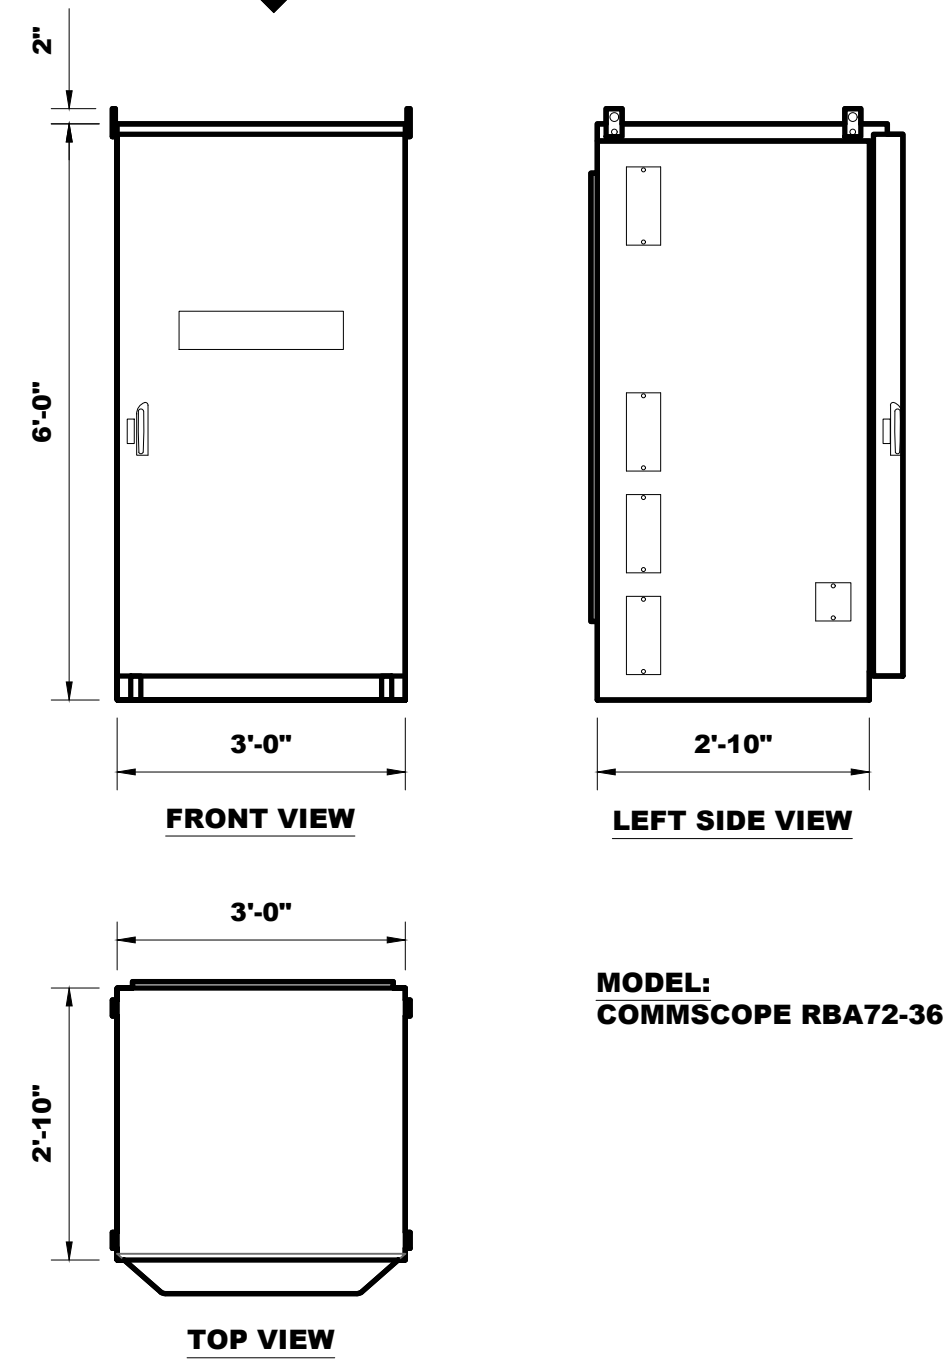 2"
6'-0"
3'-0"
2'-10"
FRONT VIEW
LEFT SIDE VIEW
3'-0"
2'-10"
MODEL:
COMMSCOPE RBA72-36
TOP VIEW